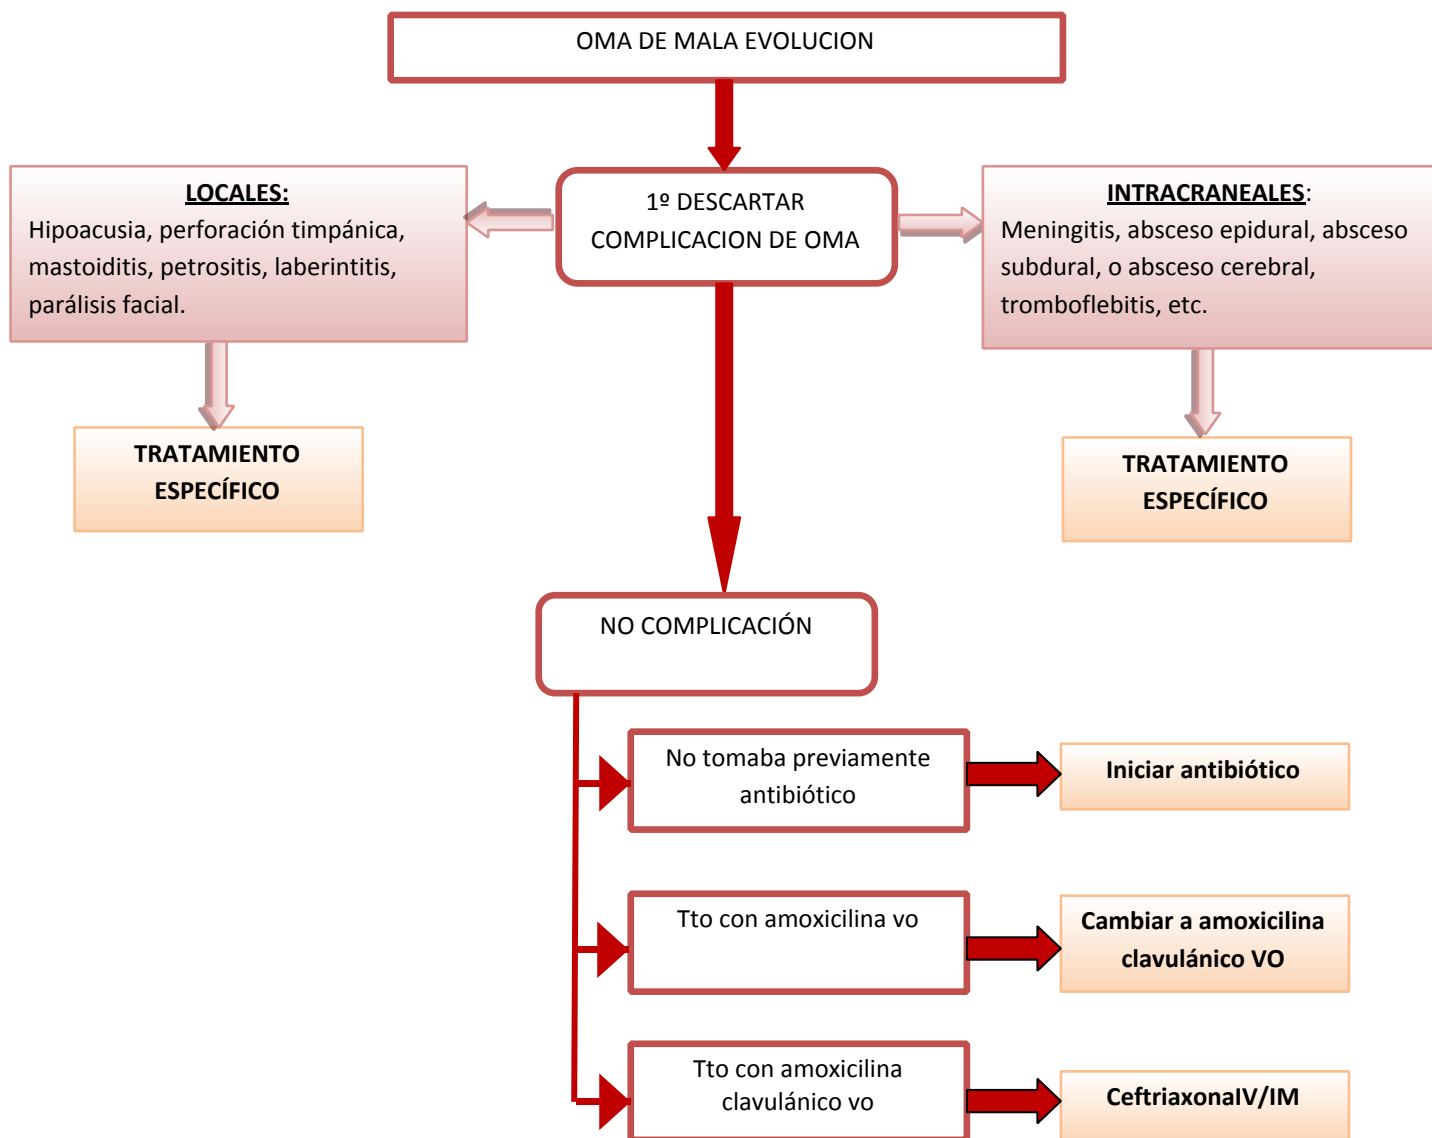 OMA DE MALA EVOLUCION
LOCALES:
Hipoacusia, perforación timpánica,
mastoiditis, petrositis, laberintitis,
parálisis facial.
1º DESCARTAR
COMPLICACION DE OMA
INTRACRANEALES:
Meningitis, absceso epidural, absceso
subdural, o absceso cerebral,
tromboflebitis, etc.
TRATAMIENTO
ESPECÍFICO
TRATAMIENTO
ESPECÍFICO
NO COMPLICACIÓN
No tomaba previamente
antibiótico
Iniciar antibiótico
Tto con amoxicilina vo
Cambiar a amoxicilina
clavulánico VO
Tto con amoxicilina
clavulánico vo
CeftriaxonaIV/IM